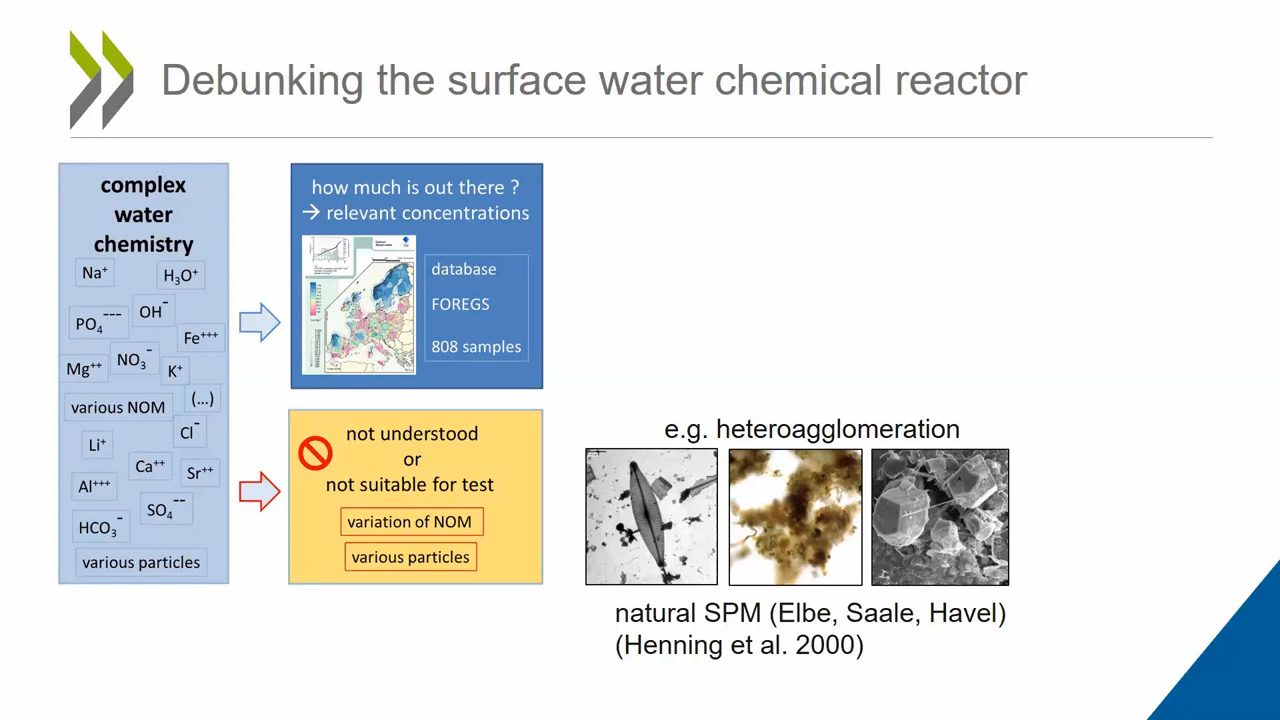 Debunking the surface water chemical reactor
complex
water
chemistry
Na⁺
H₃O⁺
OH⁻
PO₄⁻⁻⁻
Fe⁺⁺⁺
NO₃⁻
Mg⁺⁺
K⁺
(...)
various NOM
Cl⁻
Li⁺
Ca⁺⁺
Sr⁺⁺
Al⁺⁺⁺
SO₄⁻⁻
HCO₃⁻
various particles
how much is out there ?
→ relevant concentrations
database
FOREGS
808 samples
not understood
or
not suitable for test
variation of NOM
various particles
e.g. heteroagglomeration
natural SPM (Elbe, Saale, Havel)
(Henning et al. 2000)